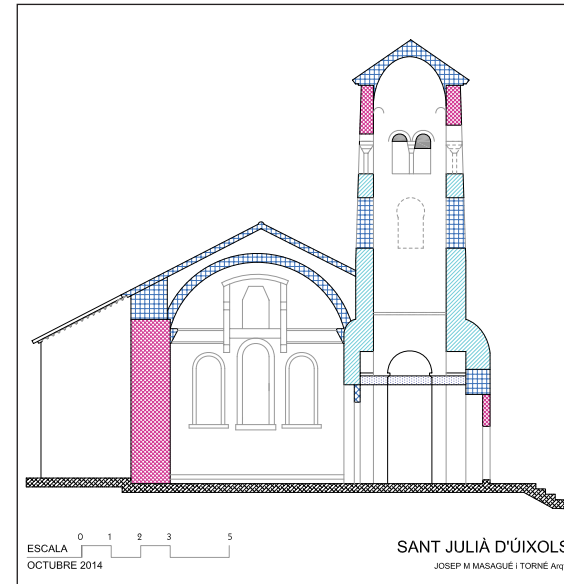 0 1 2 3 5
ESCALA
OCTUBRE 2014
SANT JULIÀ D'ÚIXOLS
JOSEP M MASAGUÉ i TORNÉ Arq